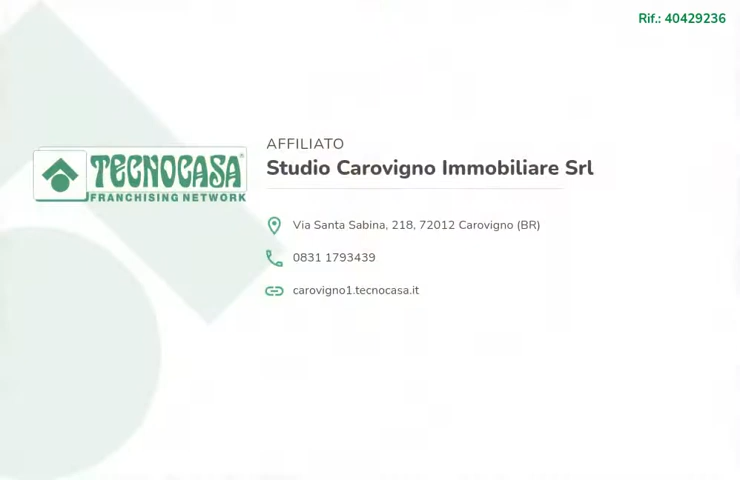 Rif.: 40429236
AFFILIATO
Studio Carovigno Immobiliare Srl
TECNOCASA®
FRANCHISING NETWORK
Via Santa Sabina, 218, 72012 Carovigno (BR)
0831 1793439
carovigno1.tecnocasa.it